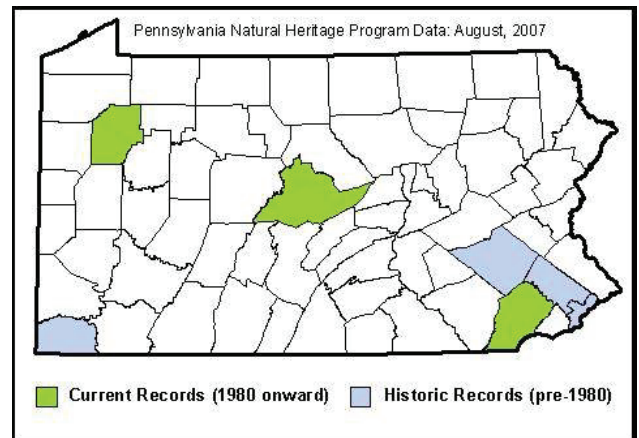 Pennsylvania Natural Heritage Program Data: August, 2007
Current Records (1980 onward) Historic Records (pre-1980)